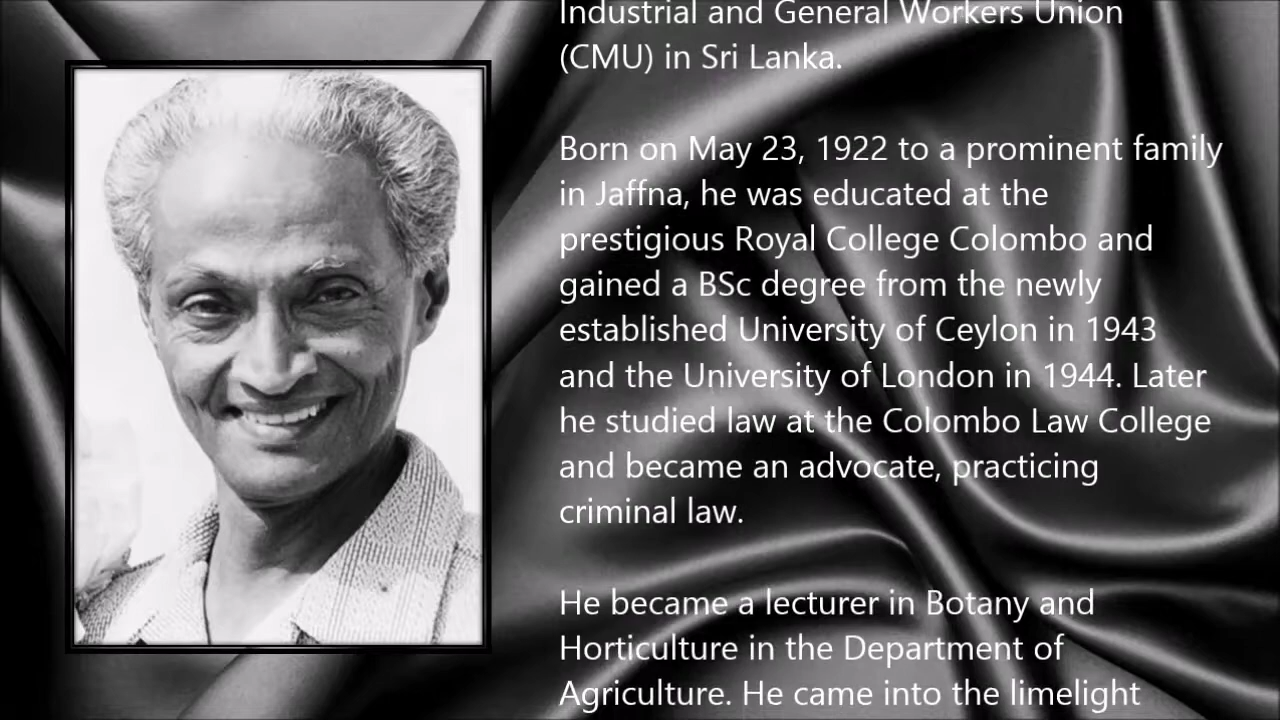 Industrial and General Workers Union
(CMU) in Sri Lanka.
Born on May 23, 1922 to a prominent family
in Jaffna, he was educated at the
prestigious Royal College Colombo and
gained a BSc degree from the newly
established University of Ceylon in 1943
and the University of London in 1944. Later
he studied law at the Colombo Law College
and became an advocate, practicing
criminal law.
He became a lecturer in Botany and
Horticulture in the Department of
Agriculture. He came into the limelight